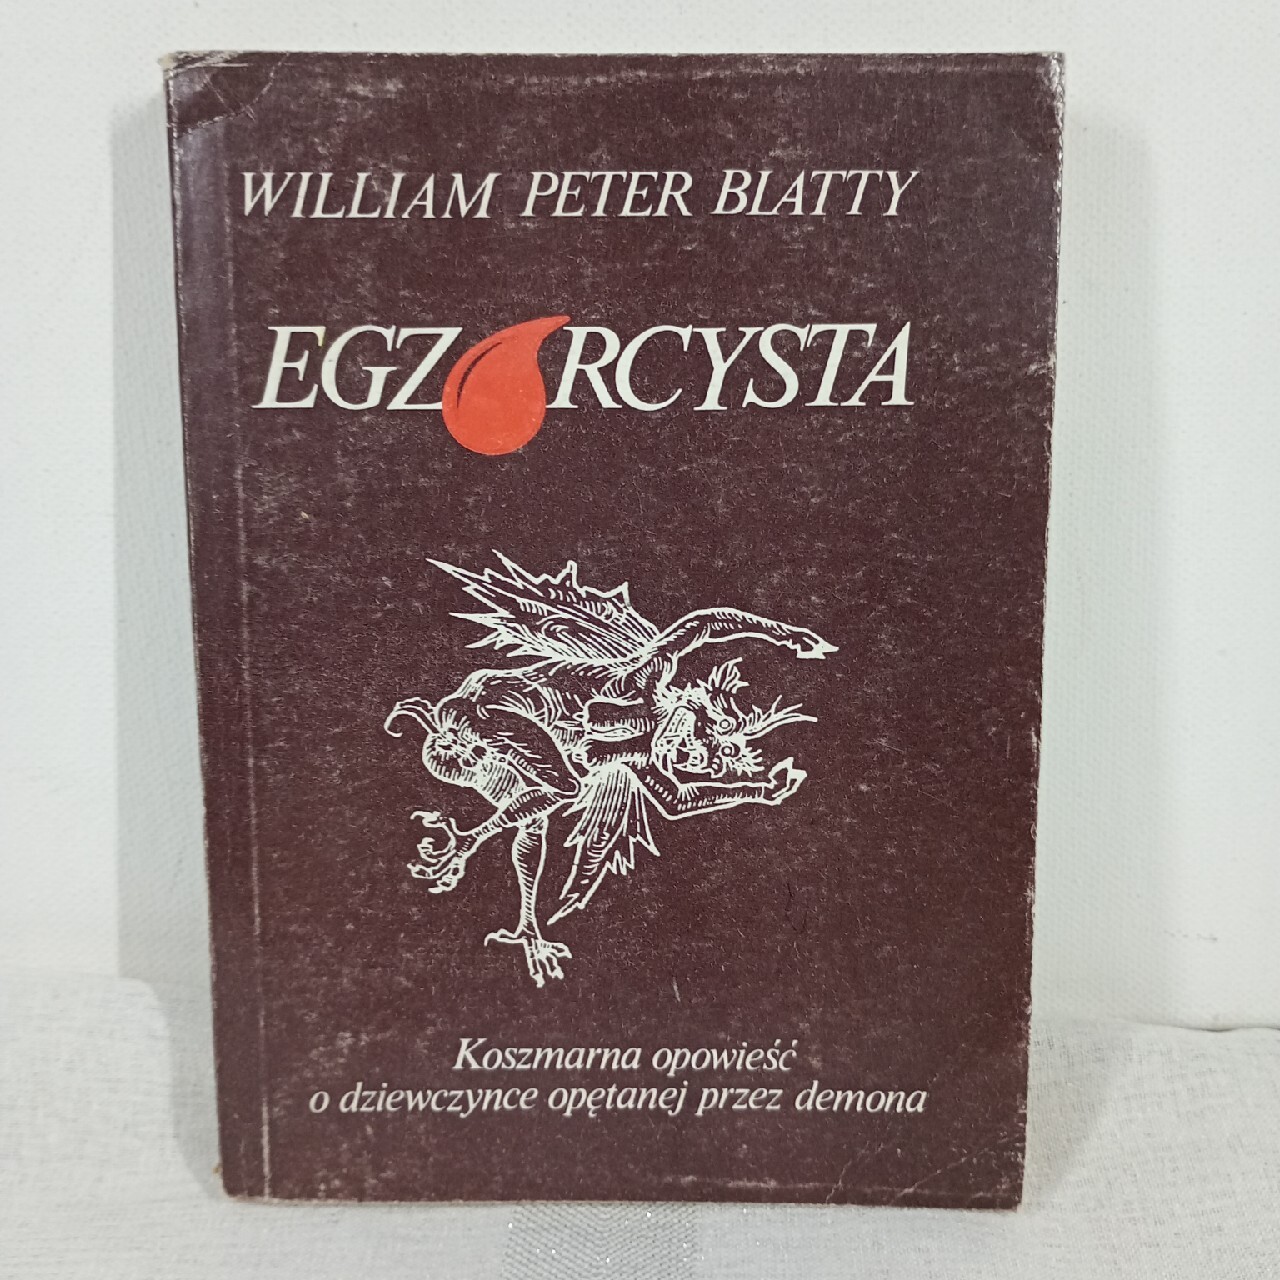 WILLIAM PETER BLATTY
EGZORCYSTA
Koszmarna opowieść
o dziewczynce opętanej przez demona